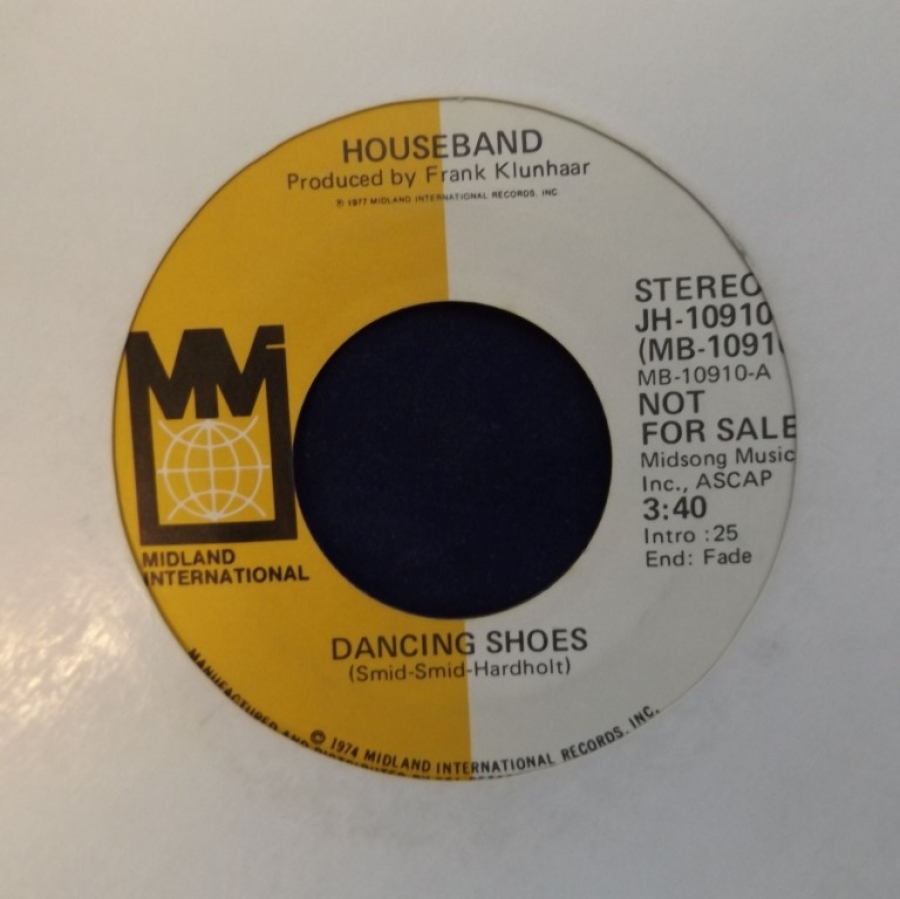 HOUSEBAND
Produced by Frank Klunhaar
℗ 1977 MIDLAND INTERNATIONAL RECORDS, INC
STEREO
JH-10910
(MB-1091
MB-10910-A
NOT
FOR SALE
Midsong Music
Inc., ASCAP
3:40
Intro :25
End: Fade
MM
MIDLAND
INTERNATIONAL
DANCING SHOES
(Smid-Smid-Hardholt)
© 1974 MIDLAND INTERNATIONAL RECORDS, INC.
MANUFACTURED AND DISTRIBUTED